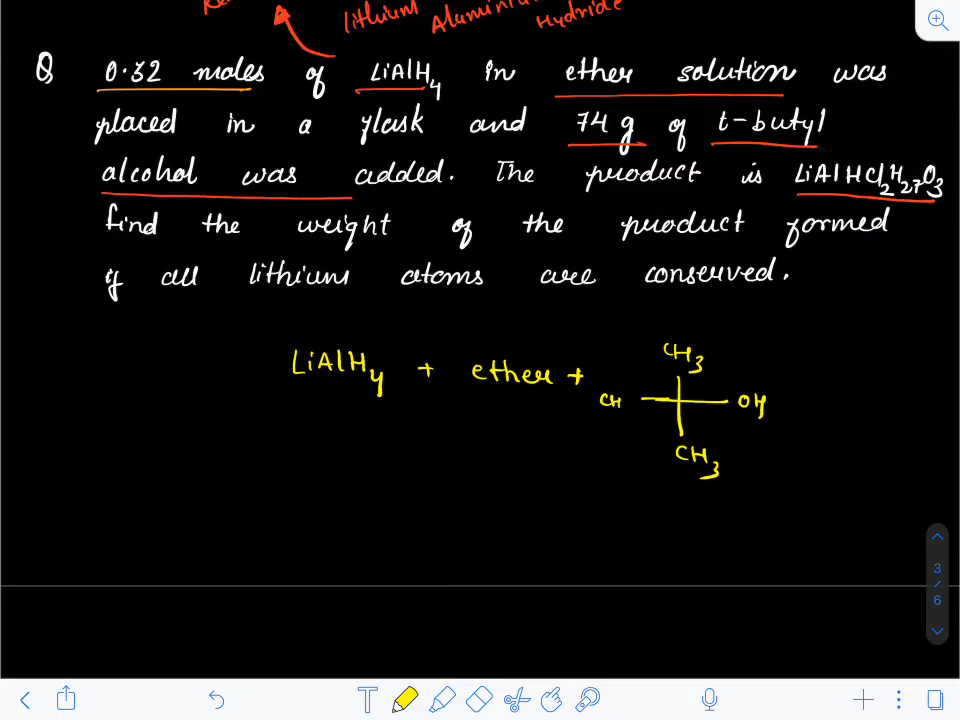 lithium Aluminium Hydride
Q 0.32 moles of LiAlH4 in ether solution was
placed in a flask and 74 g of t-butyl
alcohol was added. The product is LiAlHC12H27O3
find the weight of the product formed
if all lithium atoms are conserved.
CH3
LiAlH4 + ether + CH OH
CH3
3
/
6
T